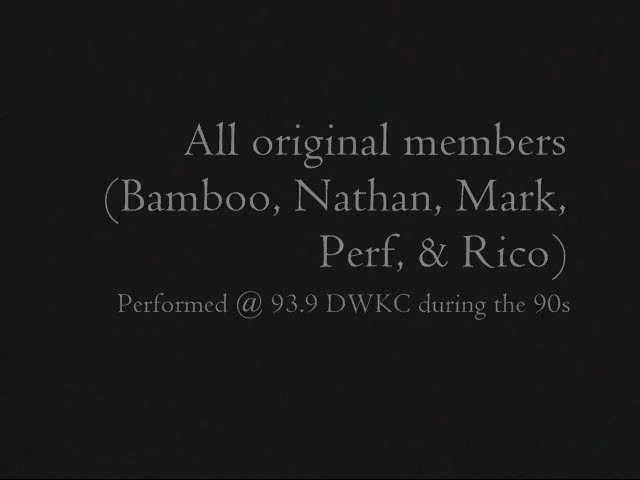 All original members
(Bamboo, Nathan, Mark,
Perf, & Rico)
Performed @ 93.9 DWKC during the 90s